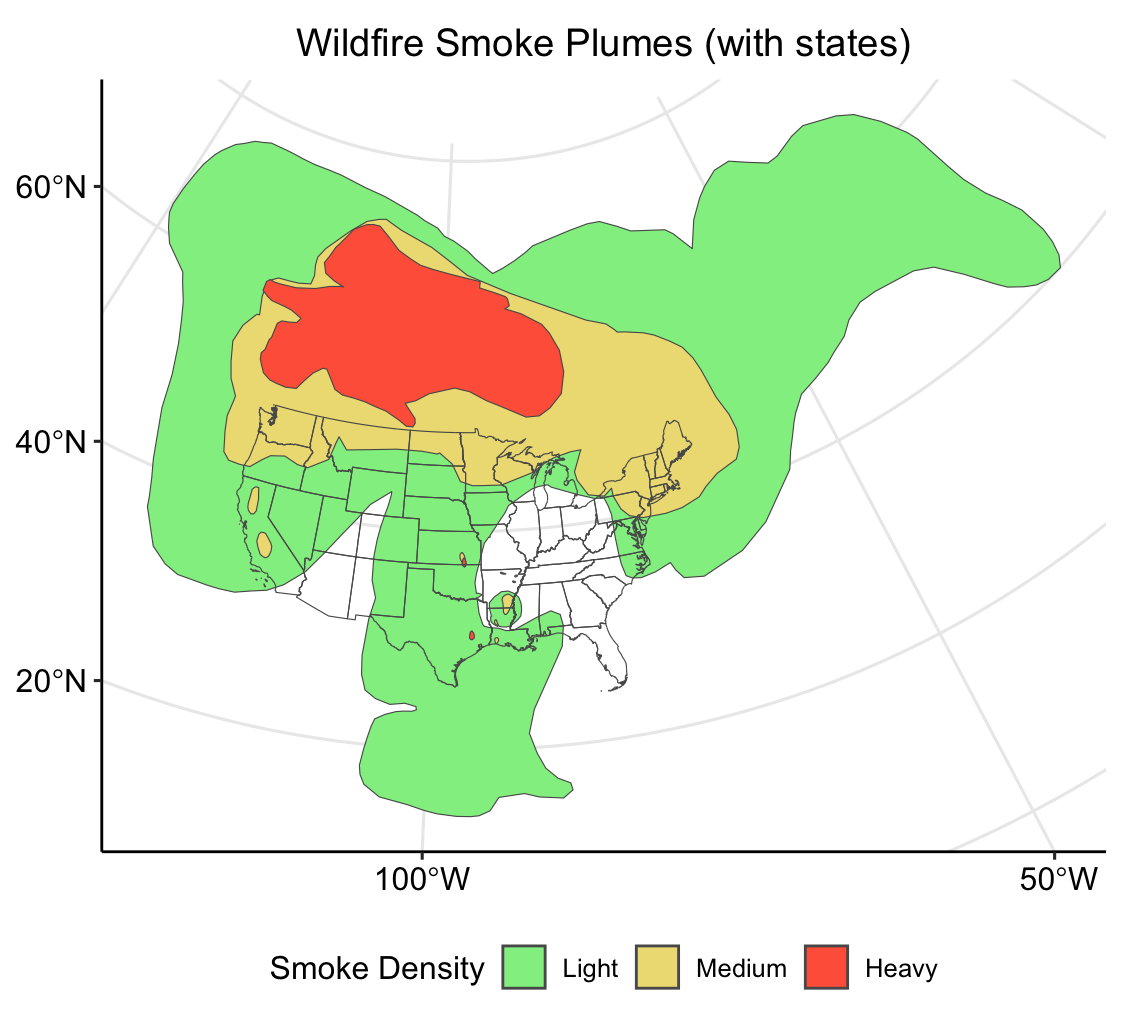 Wildfire Smoke Plumes (with states)
60°N
40°N
20°N
100°W
50°W
Smoke Density Light Medium Heavy